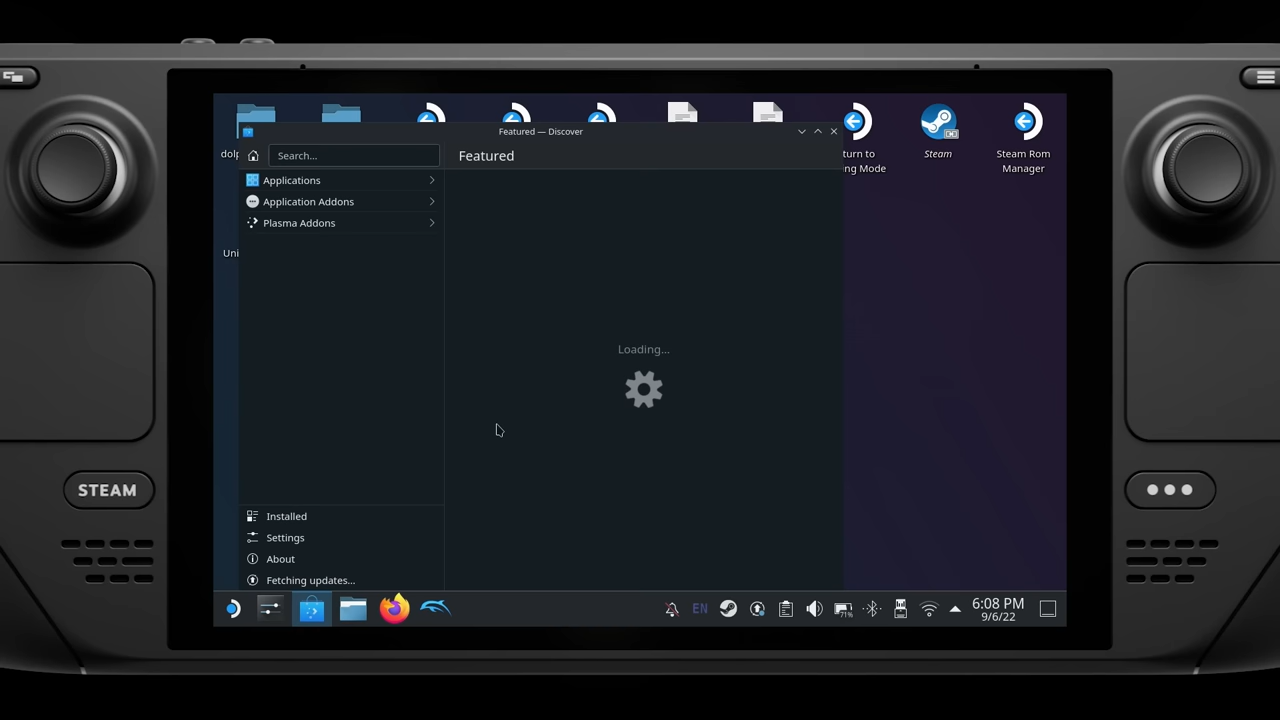 Featured — Discover
Search...
Featured
Applications
Application Addons
Plasma Addons
Loading...
Installed
Settings
About
Fetching updates...
dolp
Uni
turn to
ng Mode
Steam
Steam Rom
Manager
EN
71%
6:08 PM
9/6/22
STEAM